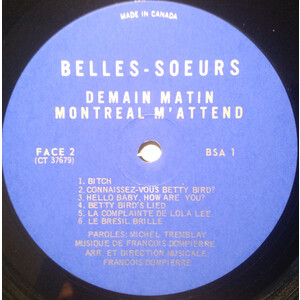 MADE IN CANADA
BELLES-SOEURS
DEMAIN MATIN
MONTREAL M'ATTEND
FACE 2
(CT 37679)
BSA 1
1. BITCH
2. CONNAISSEZ-VOUS BETTY BIRD?
3. HELLO BABY, HOW ARE YOU?
4. BETTY BIRD'S LIED
5. LA COMPLAINTE DE LOLA LEE
6. LE BRESIL BRILLE
PAROLES: MICHEL TREMBLAY
MUSIQUE DE FRANCOIS DOMPIERRE
ARR. ET DIRECTION MUSICALE:
FRANCOIS DOMPIERRE